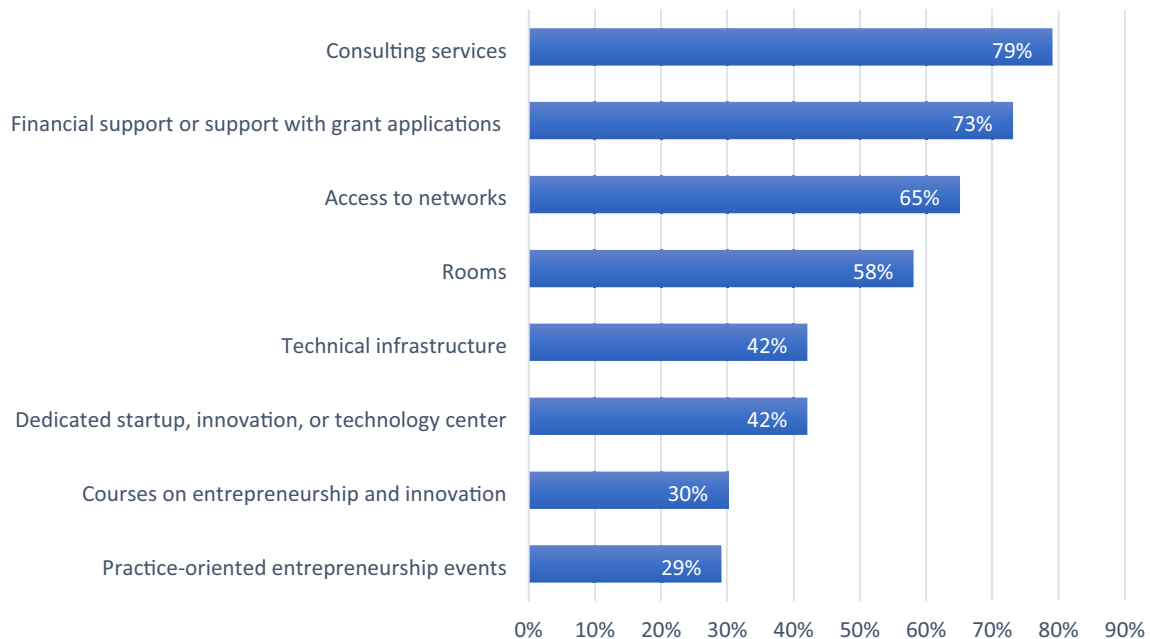 Consulting services 79%
Financial support or support with grant applications 73%
Access to networks 65%
Rooms 58%
Technical infrastructure 42%
Dedicated startup, innovation, or technology center 42%
Courses on entrepreneurship and innovation 30%
Practice-oriented entrepreneurship events 29%
0% 10% 20% 30% 40% 50% 60% 70% 80% 90%